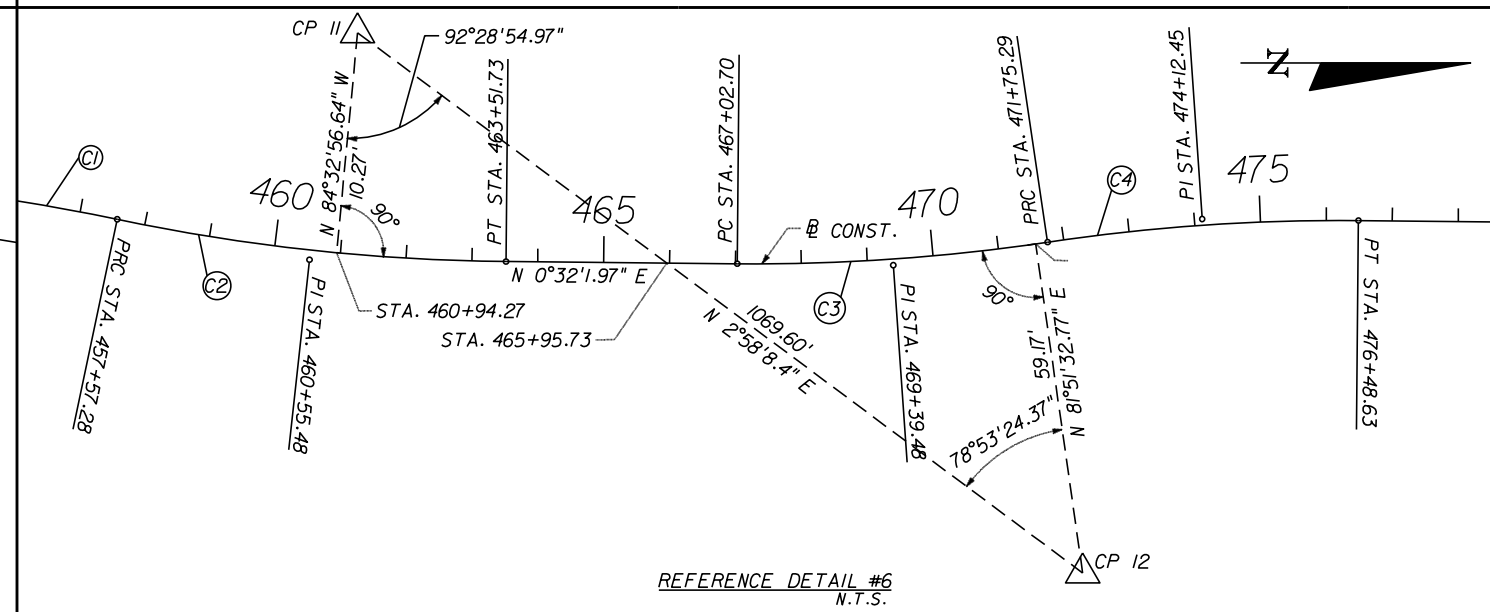 CP 11
92°28'54.97"
N 84°32'56.64" W
10.27'
90°
PT STA. 463+51.73
PC STA. 467+02.70
PRC STA. 471+75.29
PI STA. 474+12.45
N
C1
460
465
470
475
C4
℄ CONST.
PRC STA. 457+57.28
C2
PI STA. 460+55.48
N 0°32'1.97" E
STA. 460+94.27
STA. 465+95.73
C3
90°
1069.60'
N 2°58'8.4" E
PI STA. 469+39.48
59.17'
N 81°51'32.77" E
78°53'24.37"
PT STA. 476+48.63
CP 12
REFERENCE DETAIL #6
N.T.S.